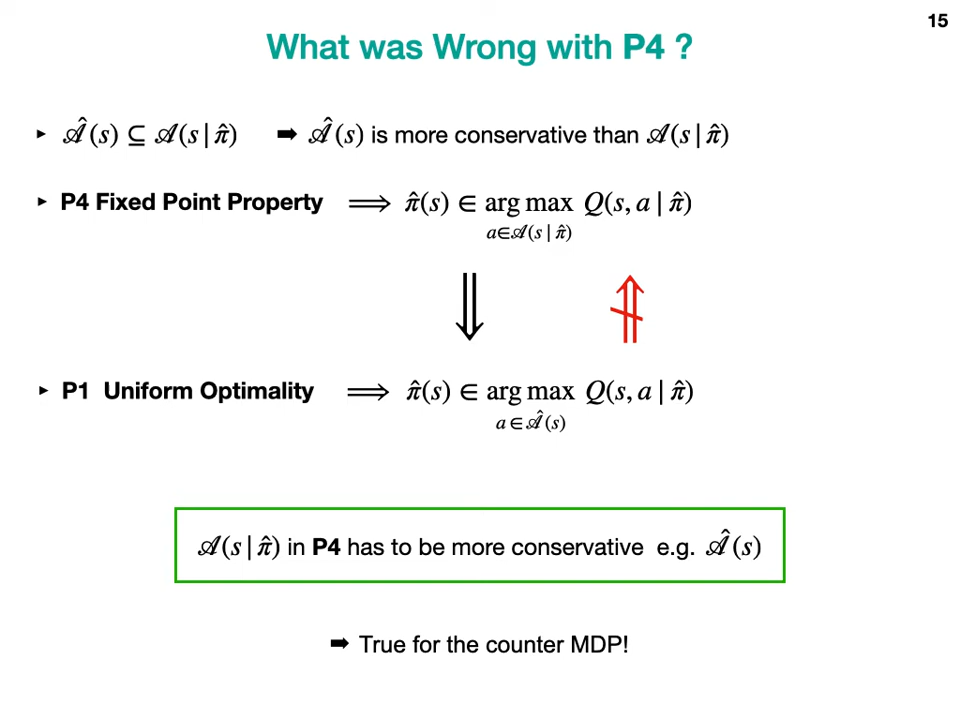 15
What was Wrong with P4 ?
▸ 𝒜̂(s) ⊆ 𝒜(s | π̂) ➡ 𝒜̂(s) is more conservative than 𝒜(s | π̂)
▸ P4 Fixed Point Property ⟹ π̂(s) ∈ arg max Q(s, a | π̂)
a∈𝒜(s | π̂)
▸ P1 Uniform Optimality ⟹ π̂(s) ∈ arg max Q(s, a | π̂)
a ∈ 𝒜̂(s)
𝒜(s | π̂) in P4 has to be more conservative e.g. 𝒜̂(s)
➡ True for the counter MDP!